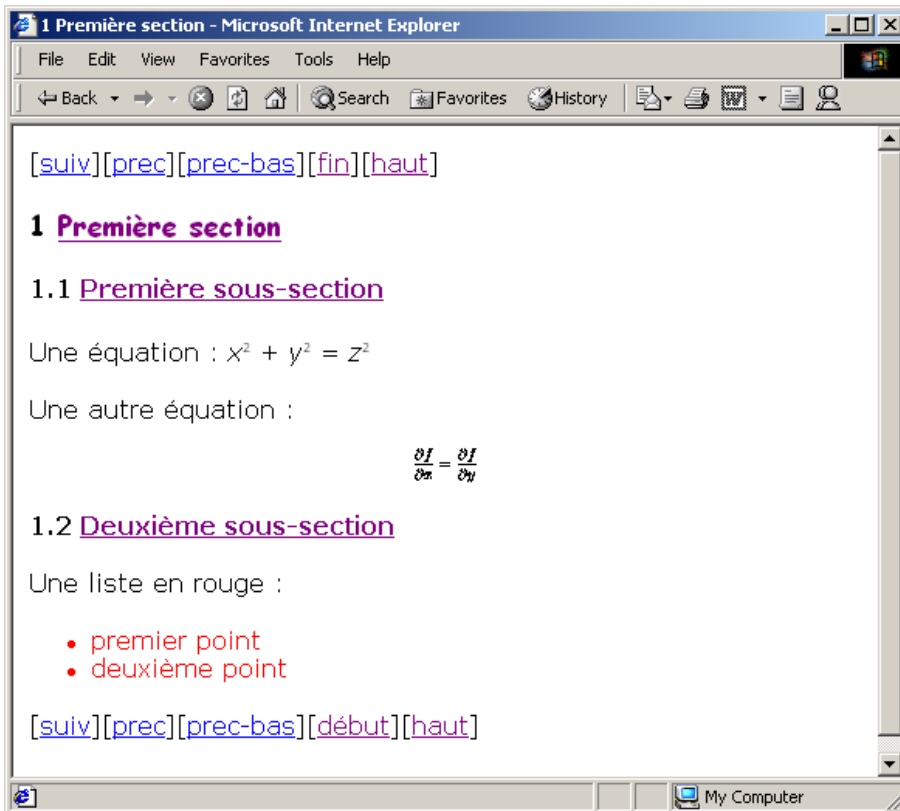 1 Première section - Microsoft Internet Explorer
File Edit View Favorites Tools Help
Back Search Favorites History
[suiv][prec][prec-bas][fin][haut]
1 Première section
1.1 Première sous-section
Une équation : x² + y² = z²
Une autre équation :
∂f/∂x = ∂f/∂y
1.2 Deuxième sous-section
Une liste en rouge :
• premier point
• deuxième point
[suiv][prec][prec-bas][début][haut]
My Computer